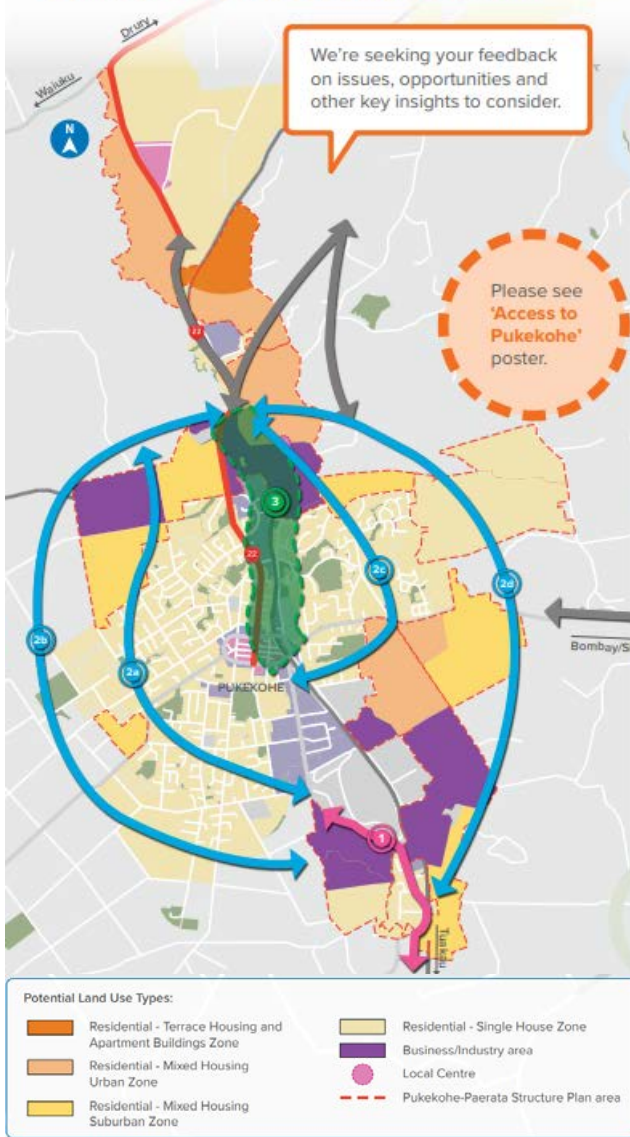 Drury
Waiuku
N
We're seeking your feedback
on issues, opportunities and
other key insights to consider.
Please see
'Access to
Pukekohe'
poster.
22
3
22
2c
2d
2b
2a
Bombay/S
PUKEKOHE
1
Tuakau
Potential Land Use Types:
Residential - Terrace Housing and
Apartment Buildings Zone
Residential - Mixed Housing
Urban Zone
Residential - Mixed Housing
Suburban Zone
Residential - Single House Zone
Business/Industry area
Local Centre
Pukekohe-Paerata Structure Plan area